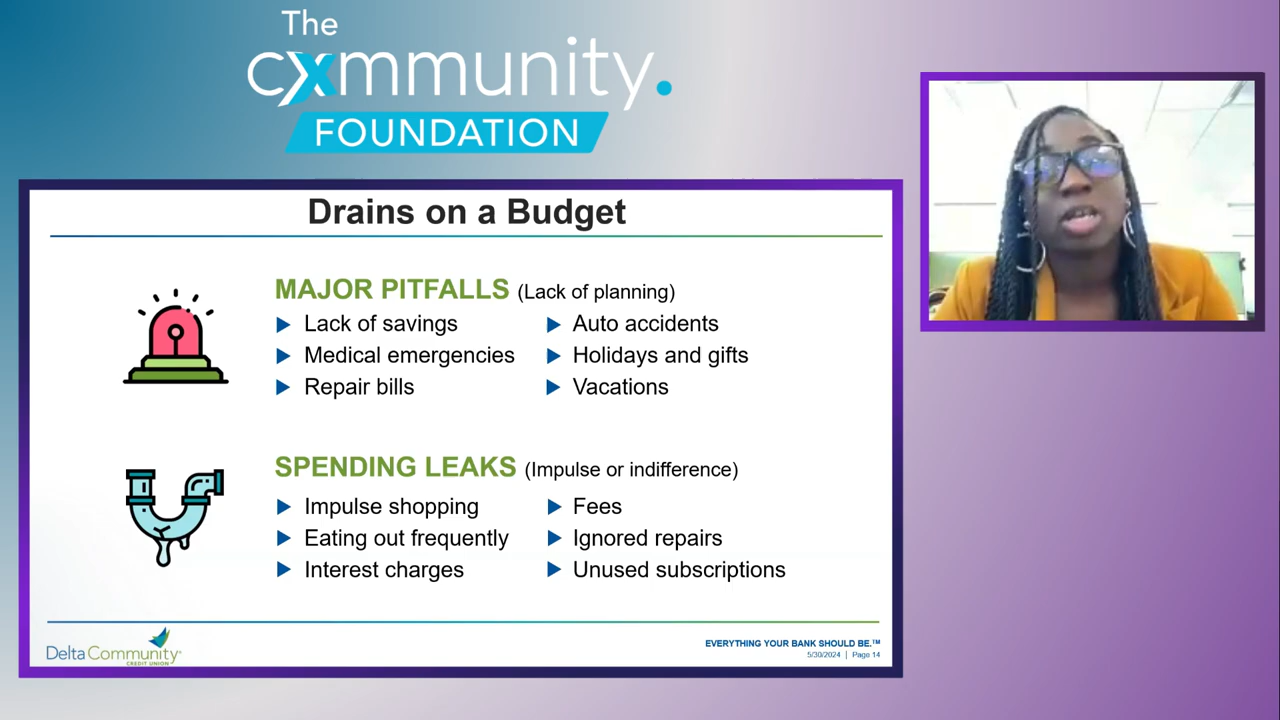 The
cxmmunity.
FOUNDATION
Drains on a Budget
MAJOR PITFALLS (Lack of planning)
Lack of savings
Medical emergencies
Repair bills
Auto accidents
Holidays and gifts
Vacations
SPENDING LEAKS (Impulse or indifference)
Impulse shopping
Eating out frequently
Interest charges
Fees
Ignored repairs
Unused subscriptions
Delta Community
CREDIT UNION
EVERYTHING YOUR BANK SHOULD BE.™
5/30/2024 | Page 14